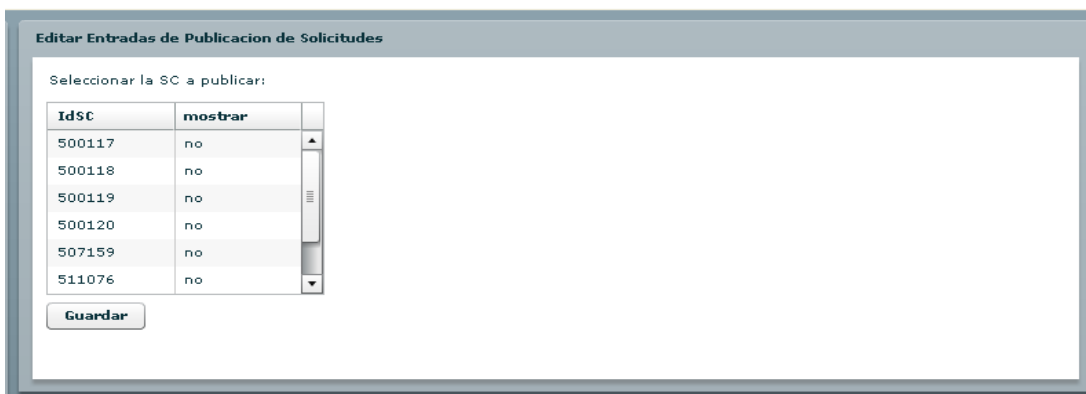 Editar Entradas de Publicacion de Solicitudes
Seleccionar la SC a publicar:
IdSC mostrar
500117 no
500118 no
500119 no
500120 no
507159 no
511076 no
Guardar